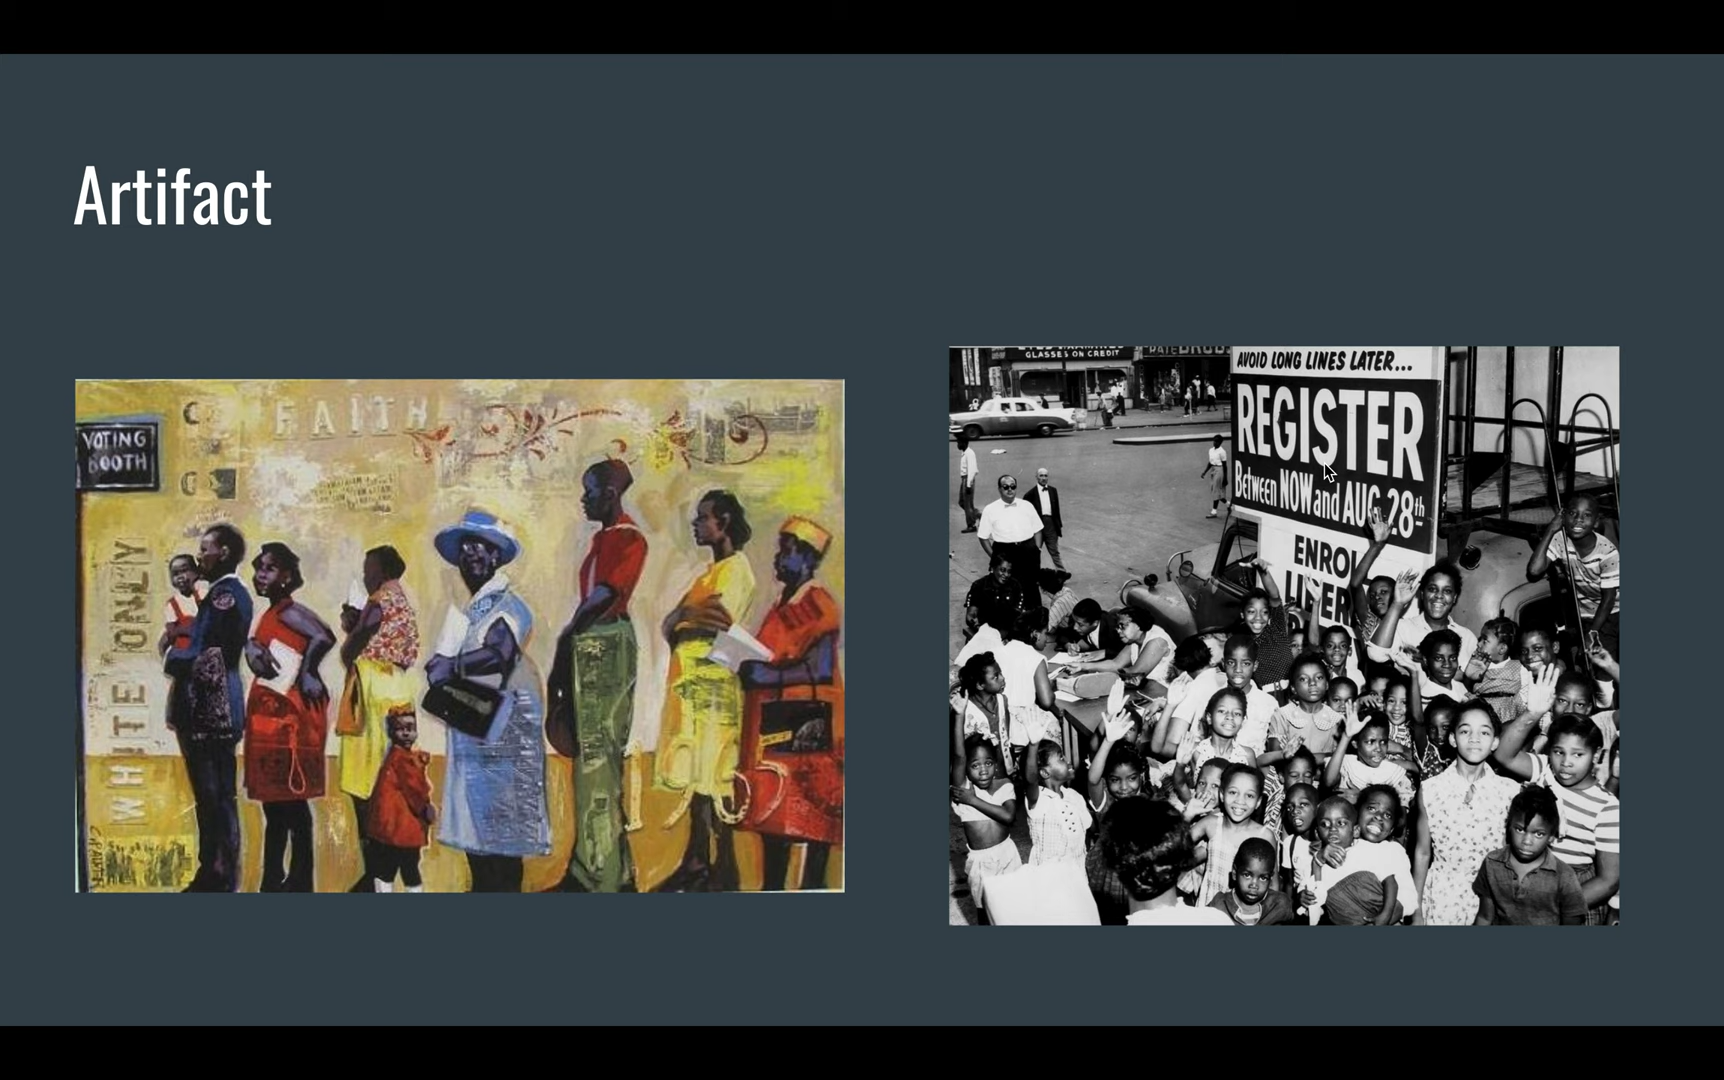 Artifact
VOTING
BOOTH
FAITH
WHITE ONLY
GLASSES ON CREDIT
AVOID LONG LINES LATER...
REGISTER
Between NOW and AUG. 28th
ENROL